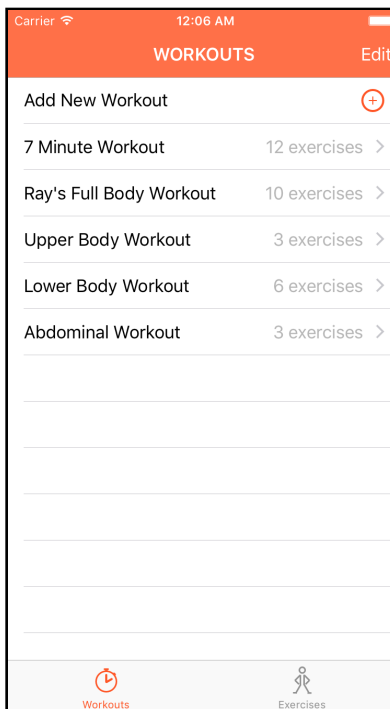 Carrier 12:06 AM
WORKOUTS Edit
Add New Workout
7 Minute Workout 12 exercises
Ray's Full Body Workout 10 exercises
Upper Body Workout 3 exercises
Lower Body Workout 6 exercises
Abdominal Workout 3 exercises
Workouts Exercises